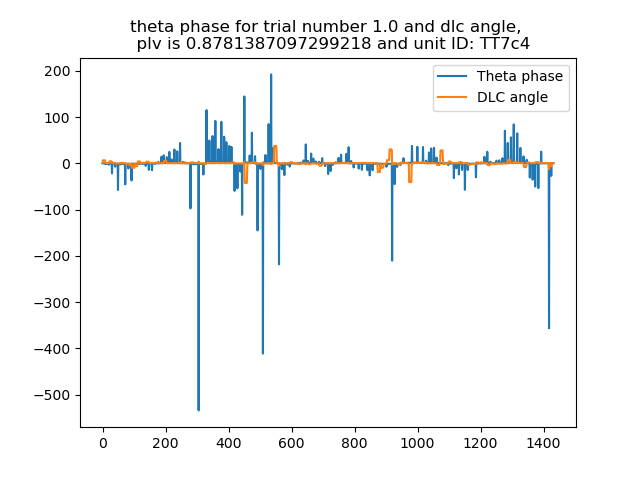 theta phase for trial number 1.0 and dlc angle,
plv is 0.8781387097299218 and unit ID: TT7c4
Theta phase
DLC angle
200
100
0
−100
−200
−300
−400
−500
0 200 400 600 800 1000 1200 1400